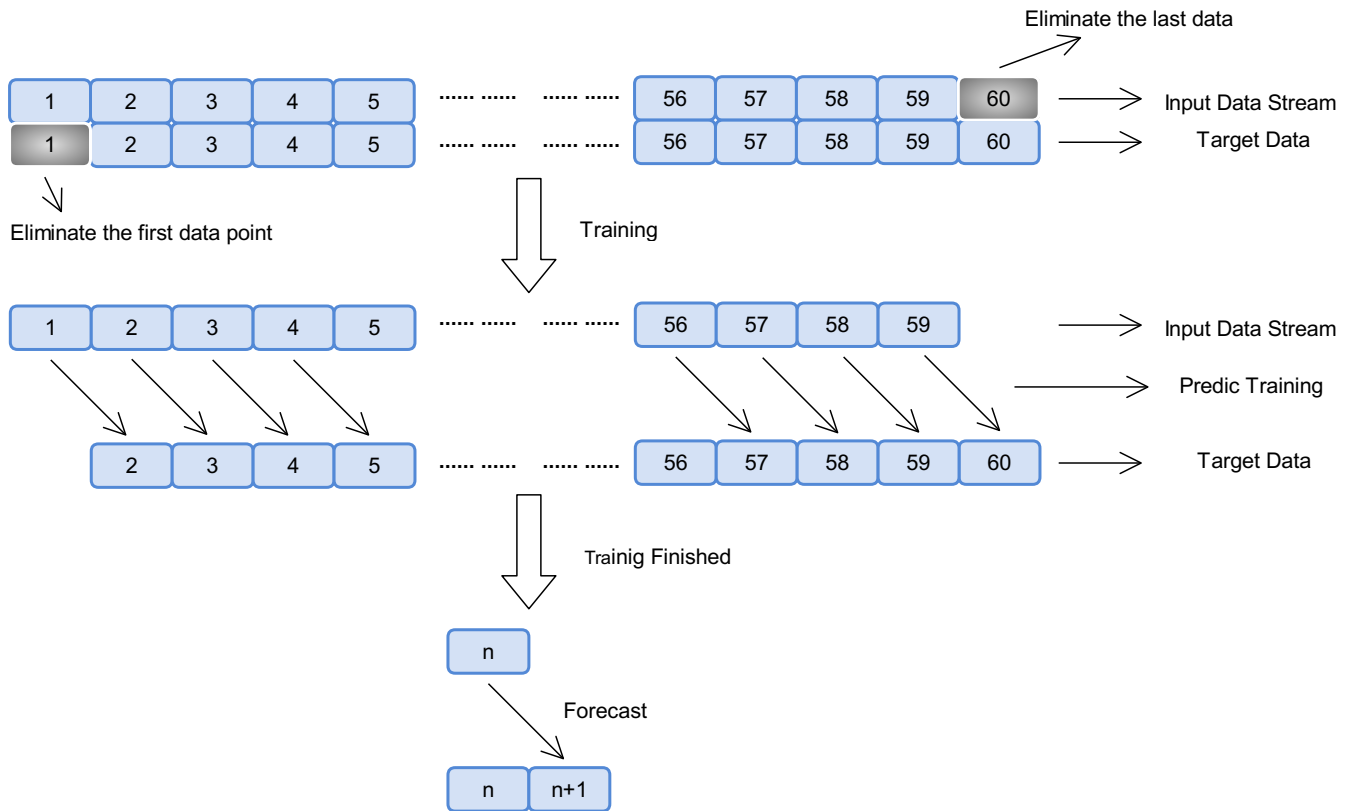 Eliminate the last data
1 2 3 4 5 ...... ...... ...... ...... 56 57 58 59 60 Input Data Stream
1 2 3 4 5 ...... ...... ...... ...... 56 57 58 59 60 Target Data
Eliminate the first data point
Training
1 2 3 4 5 ...... ...... ...... ...... 56 57 58 59 Input Data Stream
Predic Training
2 3 4 5 ...... ...... ...... ...... 56 57 58 59 60 Target Data
Trainig Finished
n
Forecast
n n+1